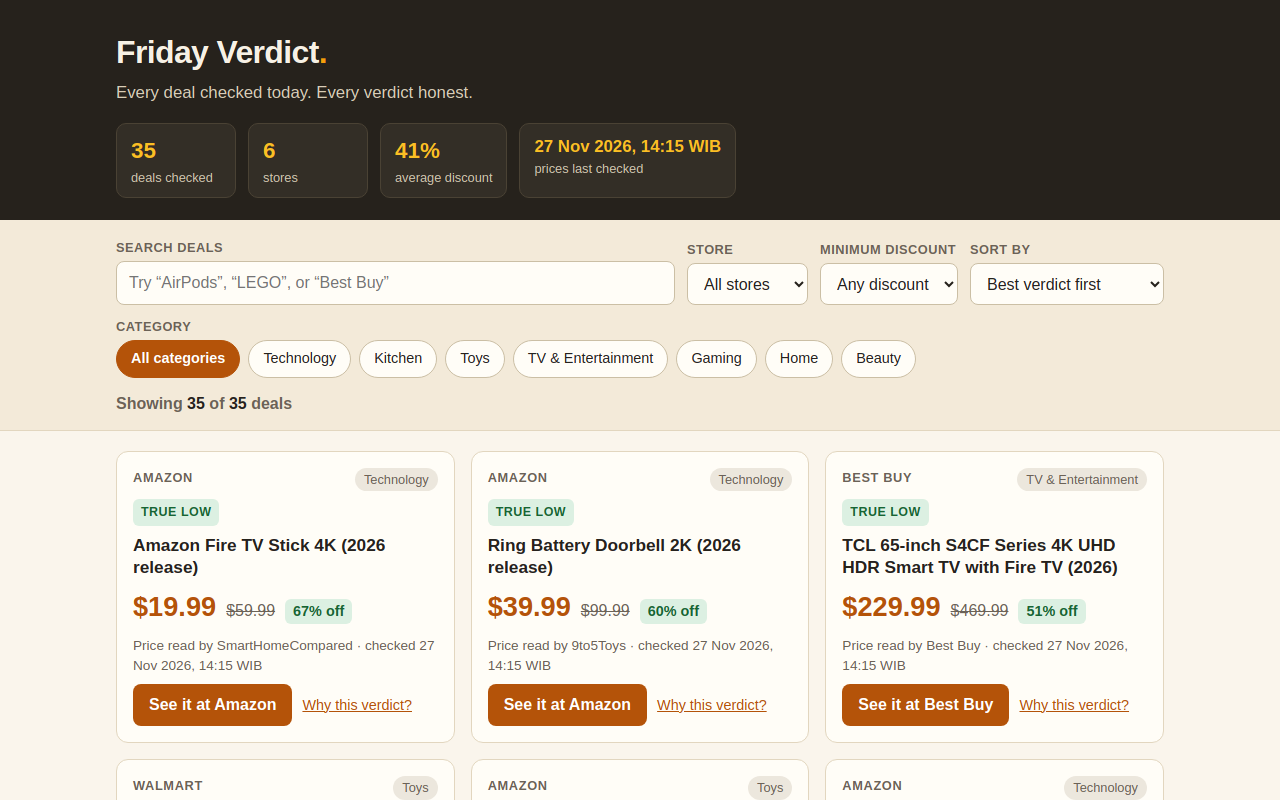 Friday Verdict.
Every deal checked today. Every verdict honest.
35
deals checked
6
stores
41%
average discount
27 Nov 2026, 14:15 WIB
prices last checked
SEARCH DEALS
Try “AirPods”, “LEGO”, or “Best Buy”
STORE
All stores
MINIMUM DISCOUNT
Any discount
SORT BY
Best verdict first
CATEGORY
All categories
Technology
Kitchen
Toys
TV & Entertainment
Gaming
Home
Beauty
Showing 35 of 35 deals
AMAZON
Technology
TRUE LOW
Amazon Fire TV Stick 4K (2026
release)
$19.99 $59.99 67% off
Price read by SmartHomeCompared · checked 27
Nov 2026, 14:15 WIB
See it at Amazon
Why this verdict?
AMAZON
Technology
TRUE LOW
Ring Battery Doorbell 2K (2026
release)
$39.99 $99.99 60% off
Price read by 9to5Toys · checked 27 Nov 2026,
14:15 WIB
See it at Amazon
Why this verdict?
BEST BUY
TV & Entertainment
TRUE LOW
TCL 65-inch S4CF Series 4K UHD
HDR Smart TV with Fire TV (2026)
$229.99 $469.99 51% off
Price read by Best Buy · checked 27 Nov 2026,
14:15 WIB
See it at Best Buy
Why this verdict?
WALMART
Toys
AMAZON
Toys
AMAZON
Technology